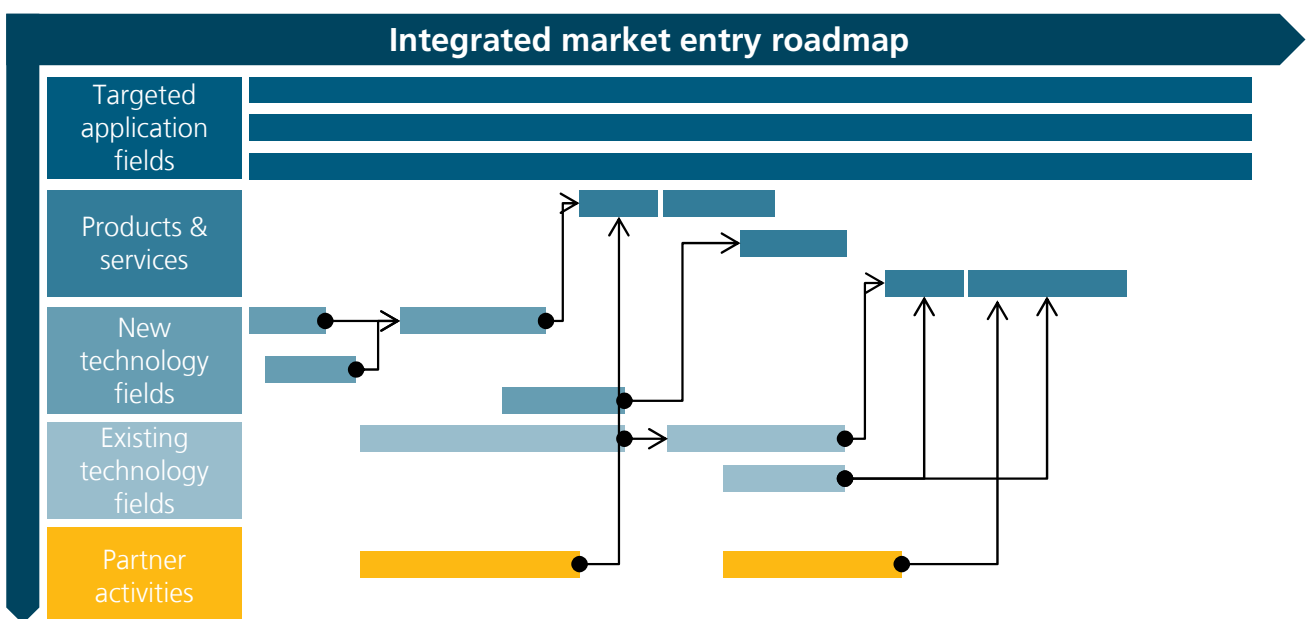 Integrated market entry roadmap
Targeted
application
fields
Products &
services
New
technology
fields
Existing
technology
fields
Partner
activities